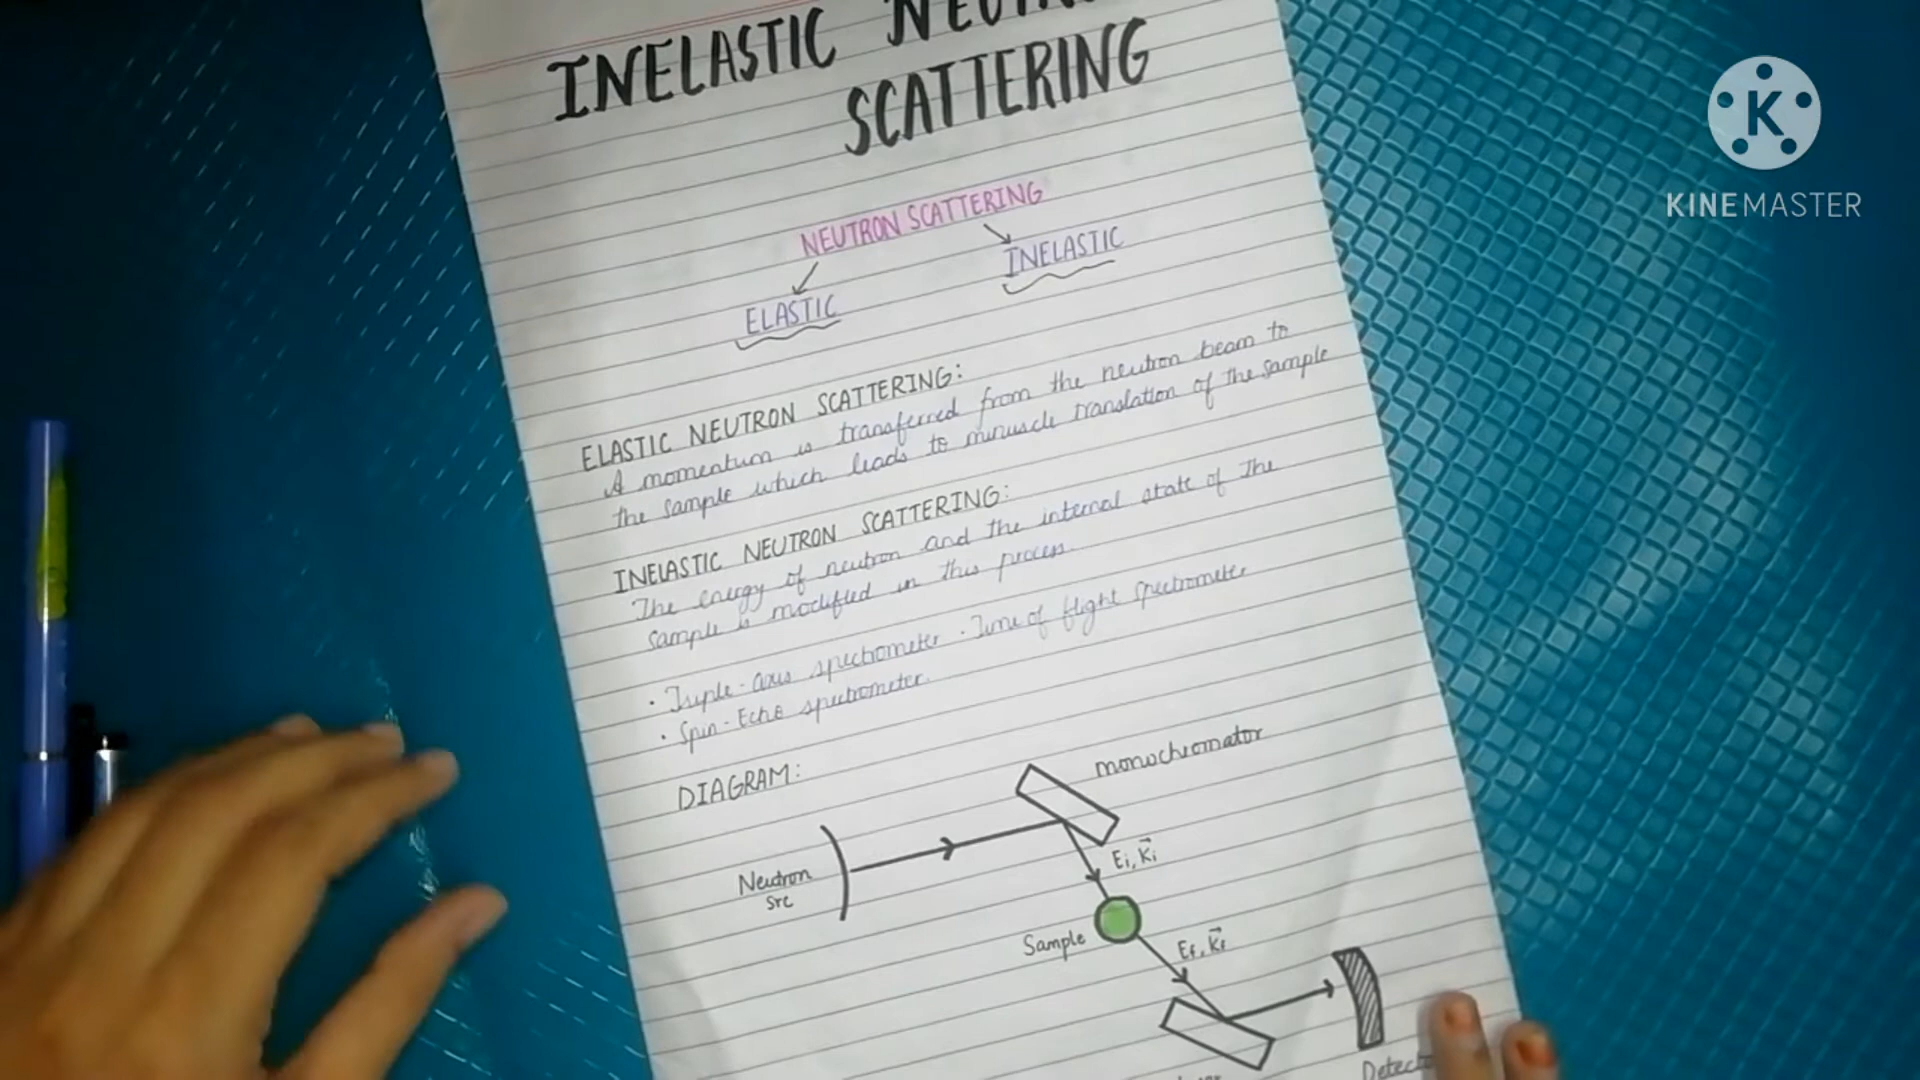 INELASTIC NEUTR
SCATTERING
K
KINEMASTER
NEUTRON SCATTERING
ELASTIC
INELASTIC
ELASTIC NEUTRON SCATTERING:
A momentum is transferred from the neutron beam to
the sample which leads to minuscle translation of the sample
INELASTIC NEUTRON SCATTERING:
The energy of neutron and the internal state of the
sample is modified in this process.
· Triple-axis spectrometer · Time of flight spectrometer
· Spin-Echo spectrometer.
DIAGRAM:
monochromator
Neutron
src
Ei, K⃗i
Sample
Ef, K⃗f
Detect